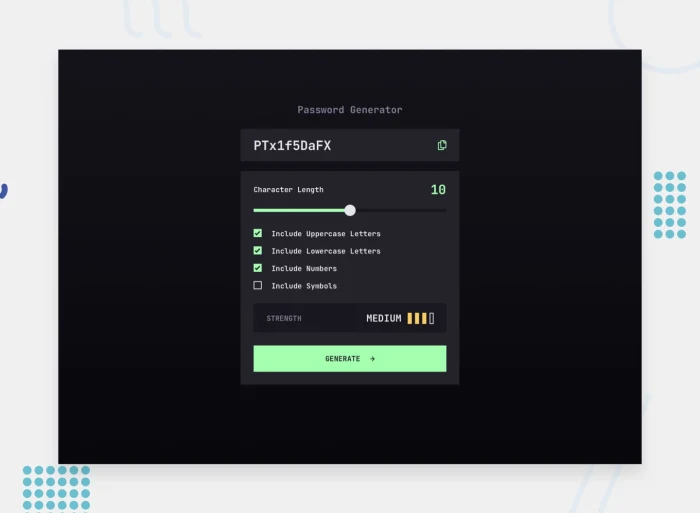 Password Generator
PTx1f5DaFX
Character Length 10
Include Uppercase Letters
Include Lowercase Letters
Include Numbers
Include Symbols
STRENGTH MEDIUM
GENERATE →